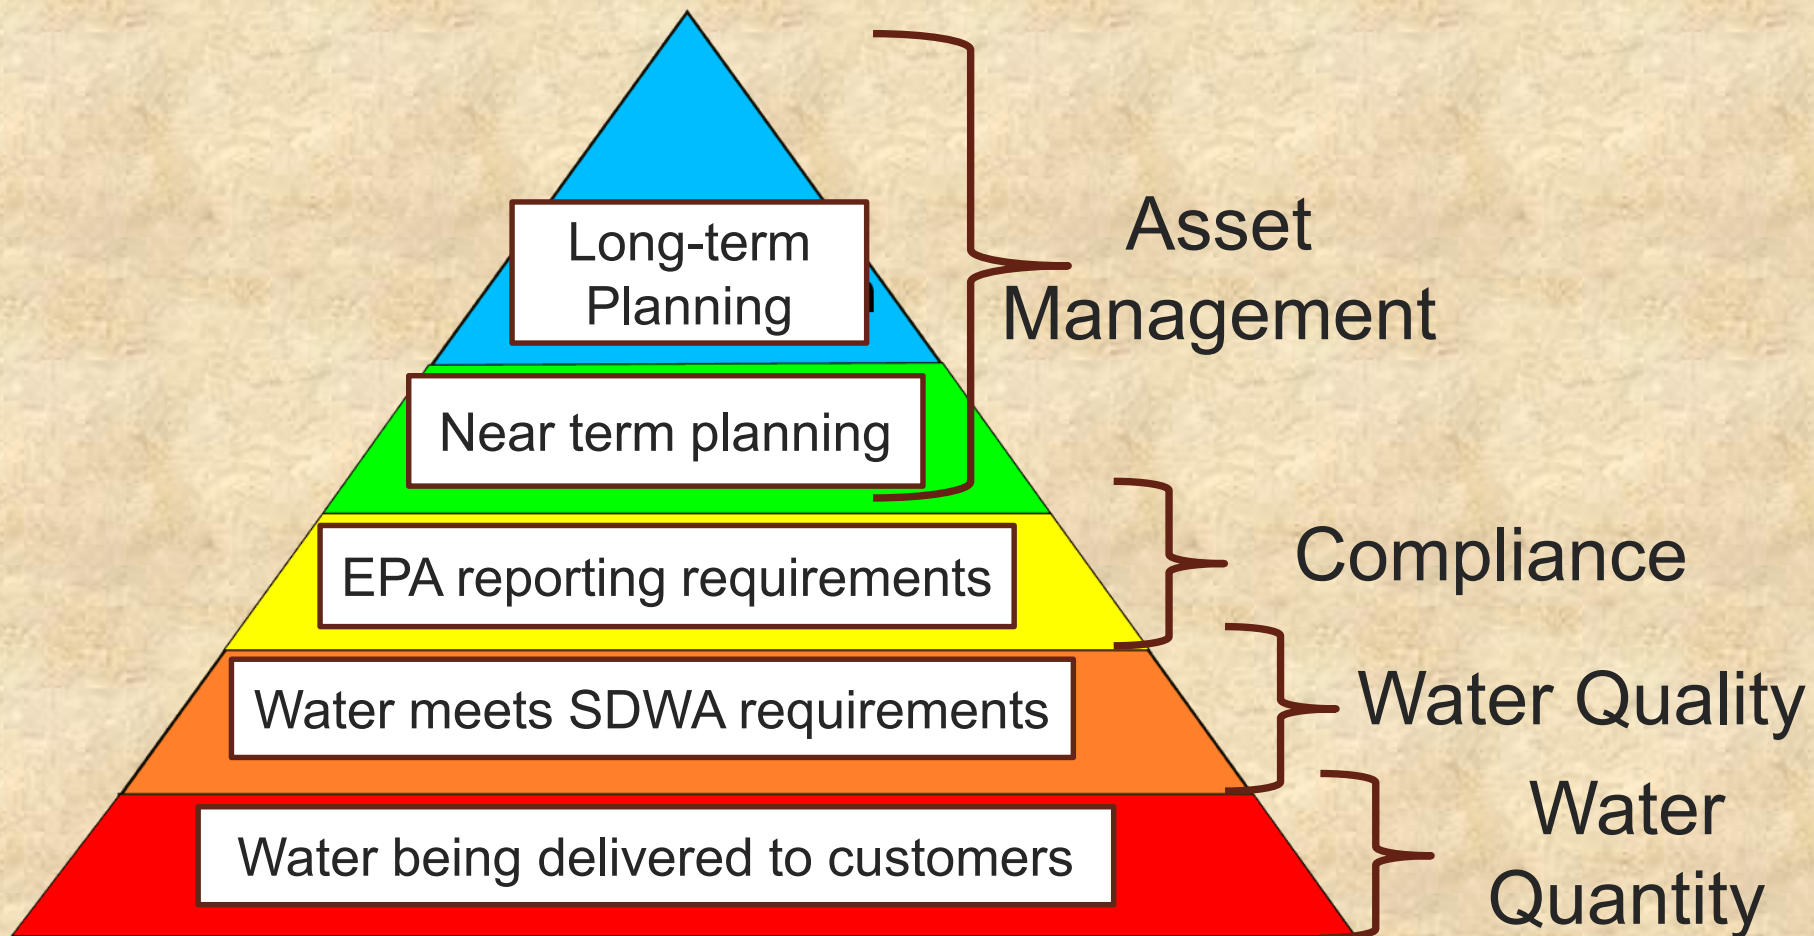 Long-term
Planning
Asset
Management
Near term planning
EPA reporting requirements
Compliance
Water meets SDWA requirements
Water Quality
Water being delivered to customers
Water
Quantity